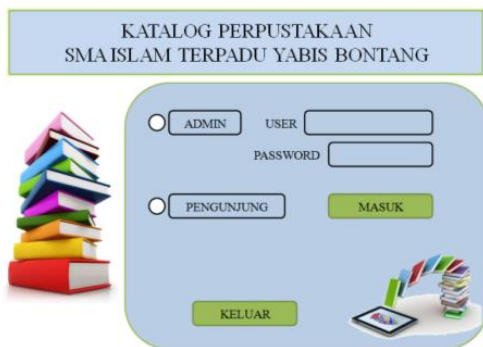 KATALOG PERPUSTAKAAN
SMA ISLAM TERPADU YABIS BONTANG
ADMIN USER
PASSWORD
PENGUNJUNG MASUK
KELUAR